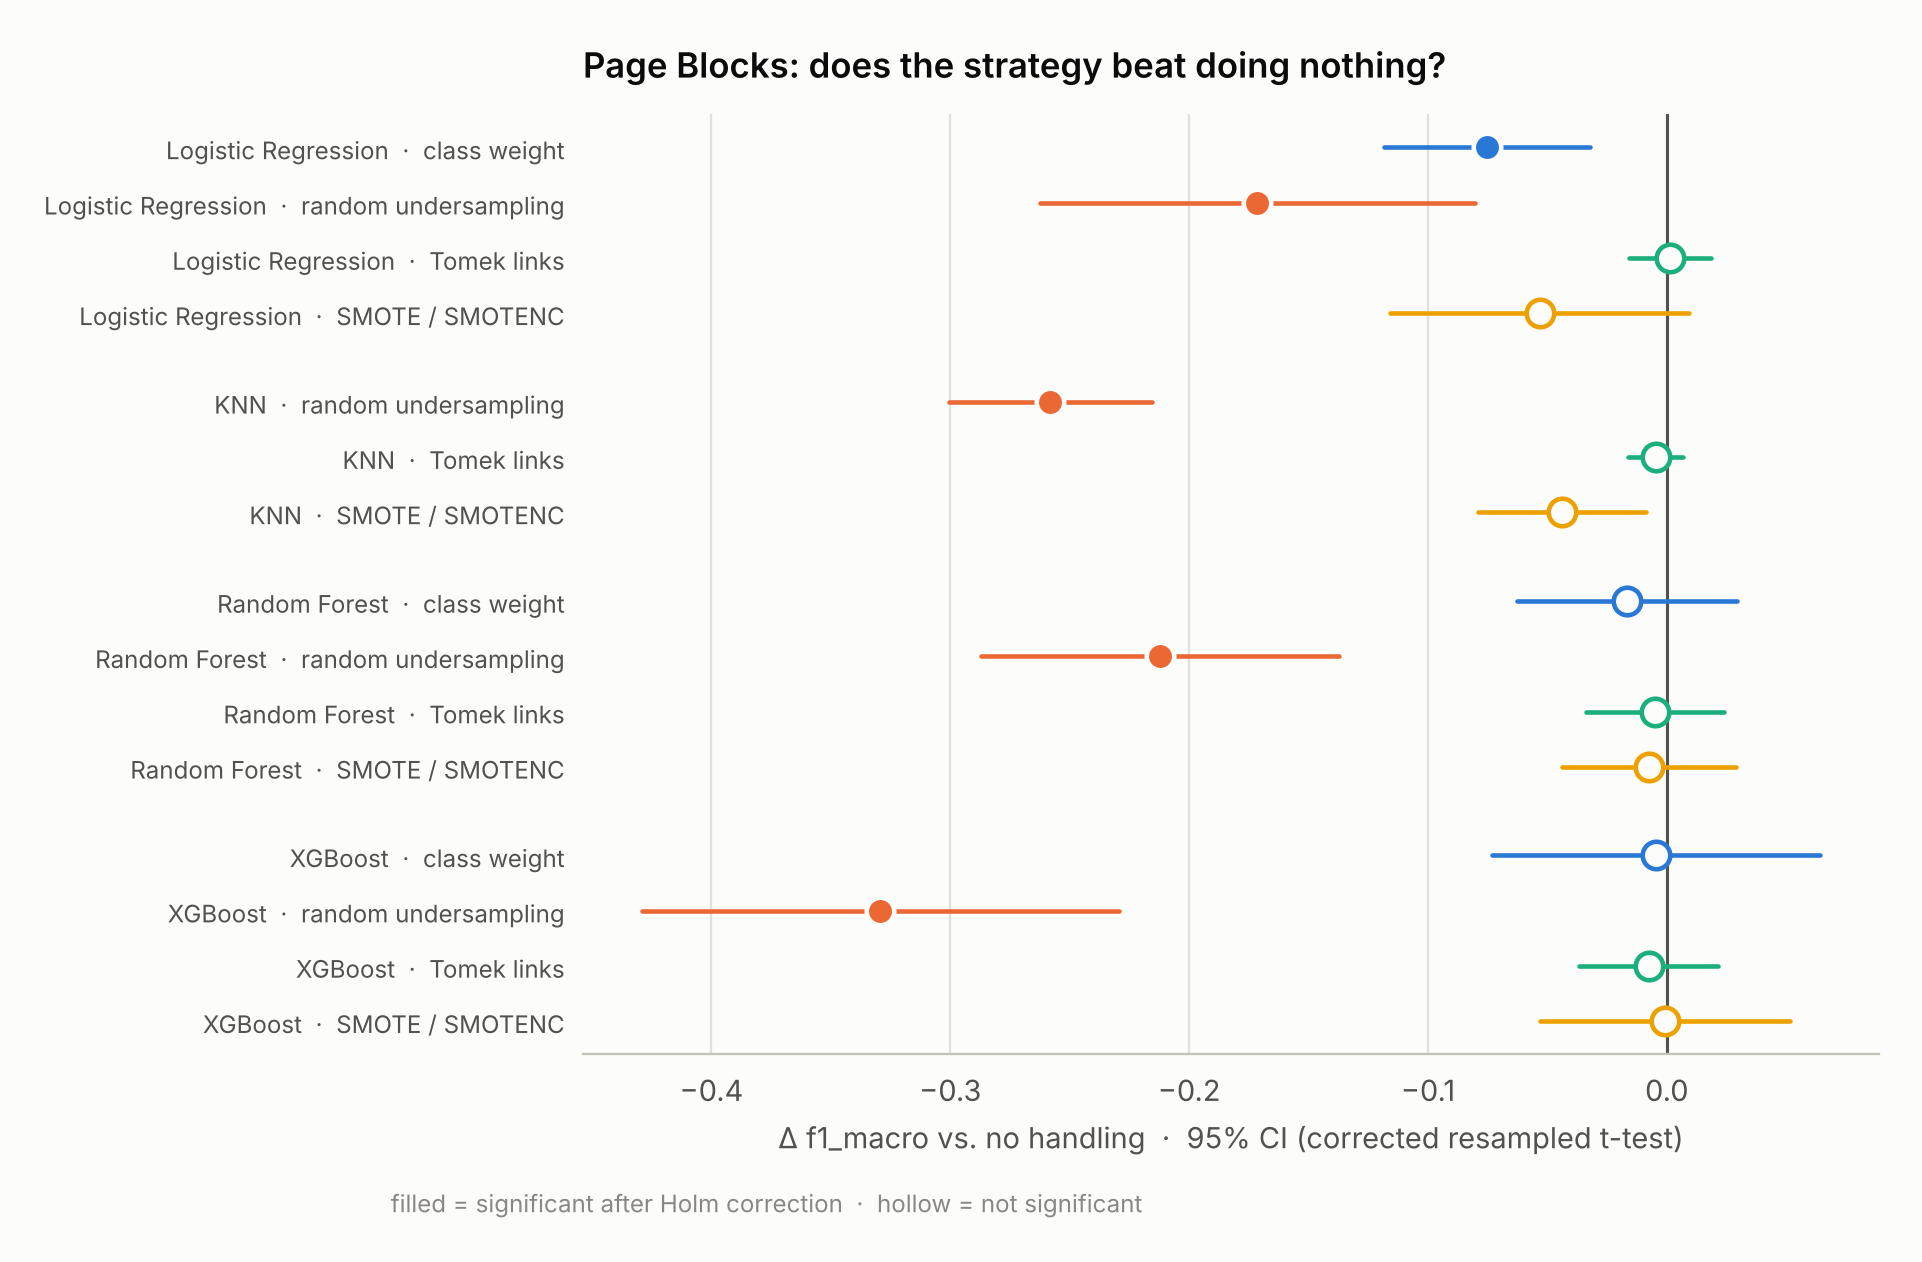 Page Blocks: does the strategy beat doing nothing?
Logistic Regression · class weight
Logistic Regression · random undersampling
Logistic Regression · Tomek links
Logistic Regression · SMOTE / SMOTENC
KNN · random undersampling
KNN · Tomek links
KNN · SMOTE / SMOTENC
Random Forest · class weight
Random Forest · random undersampling
Random Forest · Tomek links
Random Forest · SMOTE / SMOTENC
XGBoost · class weight
XGBoost · random undersampling
XGBoost · Tomek links
XGBoost · SMOTE / SMOTENC
−0.4 −0.3 −0.2 −0.1 0.0
Δ f1_macro vs. no handling · 95% CI (corrected resampled t-test)
filled = significant after Holm correction · hollow = not significant